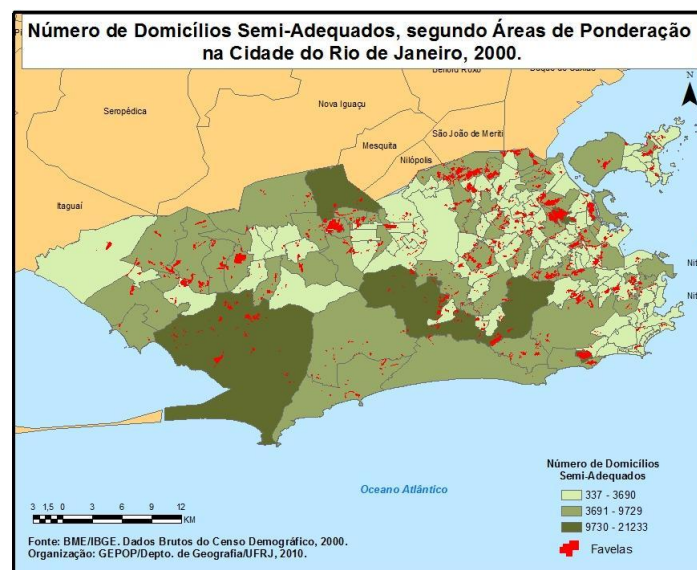 Número de Domicílios Semi-Adequados, segundo Áreas de Ponderação
na Cidade do Rio de Janeiro, 2000.
N
Seropédica
Nova Iguaçu
São João de Meriti
Mesquita
Nilópolis
Itaguaí
Nit
Nit
Oceano Atlântico
Número de Domicílios
Semi-Adequados
337 - 3690
3691 - 9729
9730 - 21233
Favelas
3 1,5 0 3 6 9 12
KM
Fonte: BME/IBGE. Dados Brutos do Censo Demográfico, 2000.
Organização: GEPOP/Depto. de Geografia/UFRJ, 2010.